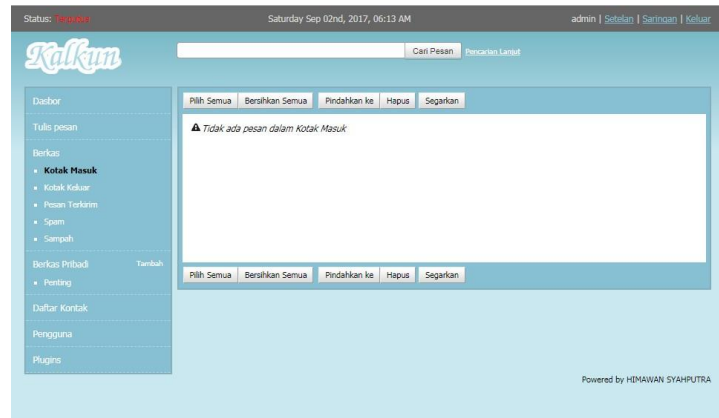 Status:
Saturday Sep 02nd, 2017, 06:13 AM
admin | Setelan | Saringan | Keluar
Kalkun
Cari Pesan Pencarian Lanjut
Dasbor
Tulis pesan
Berkas
Kotak Masuk
Kotak Keluar
Pesan Terkirim
Spam
Sampah
Berkas Pribadi Tambah
Penting
Daftar Kontak
Pengguna
Plugins
Pilih Semua Bersihkan Semua Pindahkan ke Hapus Segarkan
Tidak ada pesan dalam Kotak Masuk
Pilih Semua Bersihkan Semua Pindahkan ke Hapus Segarkan
Powered by HIMAWAN SYAHPUTRA